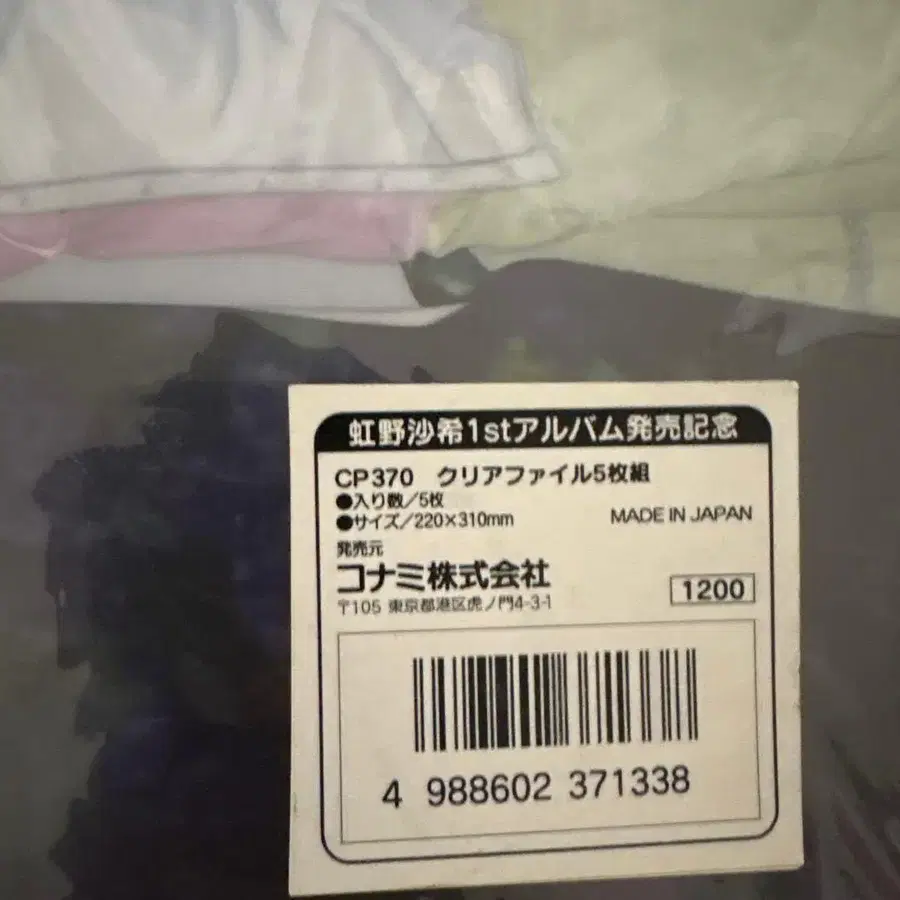 虹野沙希1stアルバム発売記念
CP370 クリアファイル5枚組
●入り数/5枚
●サイズ/220×310mm
MADE IN JAPAN
発売元
コナミ株式会社
〒105 東京都港区虎ノ門4-3-1
1200
4 988602 371338